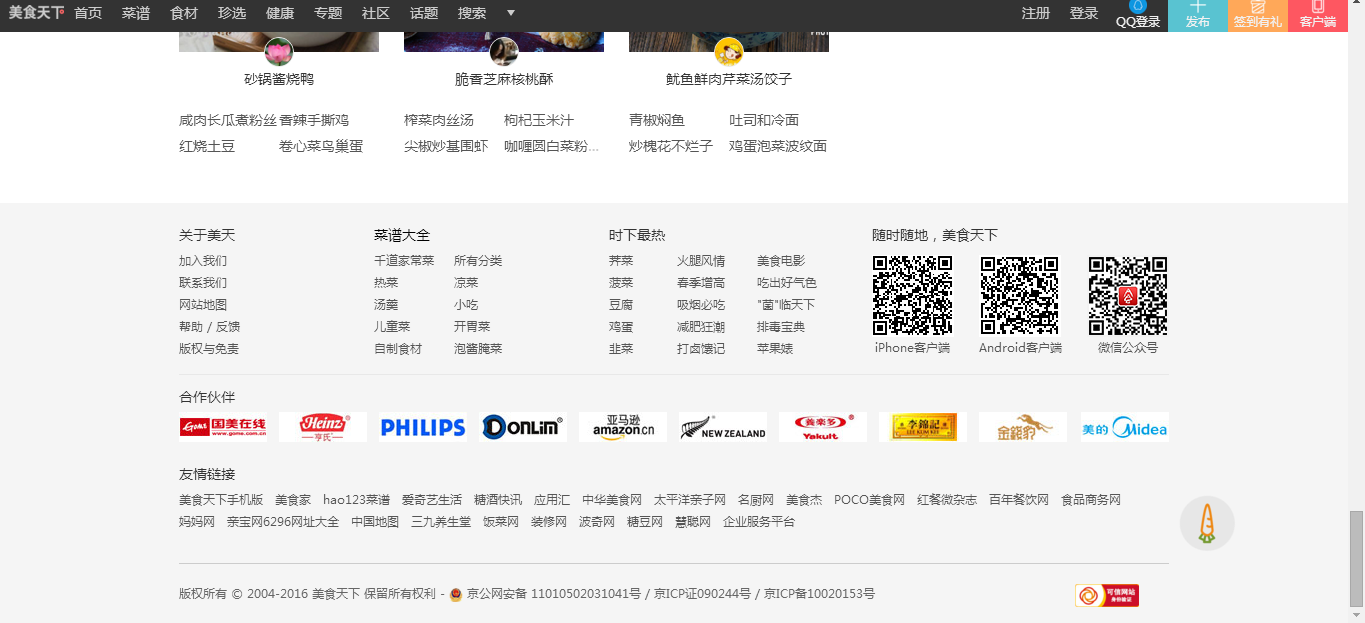 美食天下 首页 菜谱 食材 珍选 健康 专题 社区 话题 搜索 注册 登录 QQ登录 发布 签到有礼 客户端
砂锅酱烧鸭 脆香芝麻核桃酥 鱿鱼鲜肉芹菜汤饺子
咸肉长瓜煮粉丝 香辣手撕鸡 榨菜肉丝汤 枸杞玉米汁 青椒焖鱼 吐司和冷面
红烧土豆 卷心菜鸟巢蛋 尖椒炒基围虾 咖喱圆白菜粉... 炒槐花不烂子 鸡蛋泡菜波纹面
关于美天 菜谱大全 时下最热 随时随地，美食天下
加入我们 千道家常菜 所有分类 荠菜 火腿风情 美食电影
联系我们 热菜 凉菜 菠菜 春季增高 吃出好气色
网站地图 汤羹 小吃 豆腐 吸烟必吃 "菌"临天下
帮助 / 反馈 儿童菜 开胃菜 鸡蛋 减肥狂潮 排毒宝典
版权与免责 自制食材 泡酱腌菜 韭菜 打卤馕记 苹果婊 iPhone客户端 Android客户端 微信公众号
合作伙伴
Gome 国美在线 www.gome.com.cn Heinz 亨氏 PHILIPS DONLIM 亚马逊 amazon.cn NEW ZEALAND 養楽多 Yakult 李錦記 LEE KUM KEE 金錢豹 美的 Midea
友情链接
美食天下手机版 美食家 hao123菜谱 爱奇艺生活 糖酒快讯 应用汇 中华美食网 太平洋亲子网 名厨网 美食杰 POCO美食网 红餐微杂志 百年餐饮网 食品商务网
妈妈网 亲宝网6296网址大全 中国地图 三九养生堂 饭菜网 装修网 波奇网 糖豆网 慧聪网 企业服务平台
版权所有 © 2004-2016 美食天下 保留所有权利 - 京公网安备 11010502031041号 / 京ICP证090244号 / 京ICP备10020153号 可信网站 身份验证